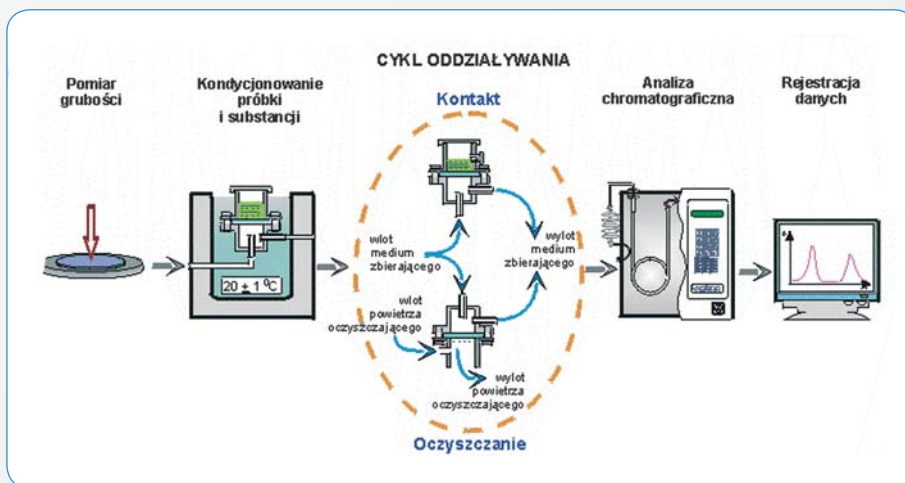 CYKL ODDZIAŁYWANIA
Pomiar
grubości
Kondycjonowanie
próbki
i substancji
Kontakt
Analiza
chromatograficzna
Rejestracja
danych
wlot
medium
zbierającego
wylot
medium
zbierającego
20 ± 1 °C
wlot
powietrza
oczyszczającego
wylot
powietrza
oczyszczającego
Oczyszczanie